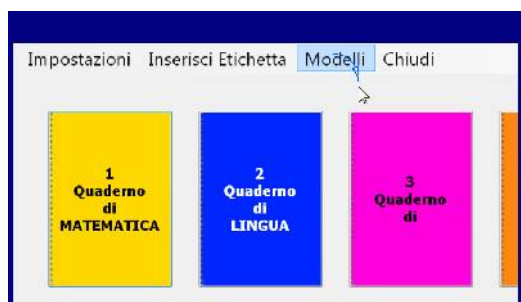 Impostazioni Inserisci Etichetta Modelli Chiudi
1
Quaderno
di
MATEMATICA
2
Quaderno
di
LINGUA
3
Quaderno
di